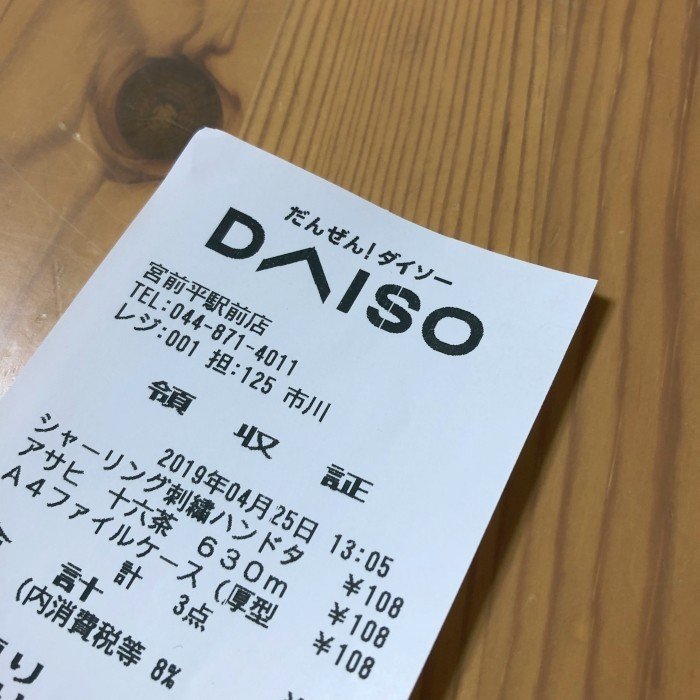 だんぜん!ダイソー
DAISO
宮前平駅前店
TEL:044-871-4011
レジ:001 担:125 市川
領 収 証
2019年04月25日 13:05
シャーリング刺繍ハンドタ ¥108
アサヒ 十六茶 630m ¥108
A4ファイルケース(厚型 ¥108
計 3点
合 計
(内消費税等 8%